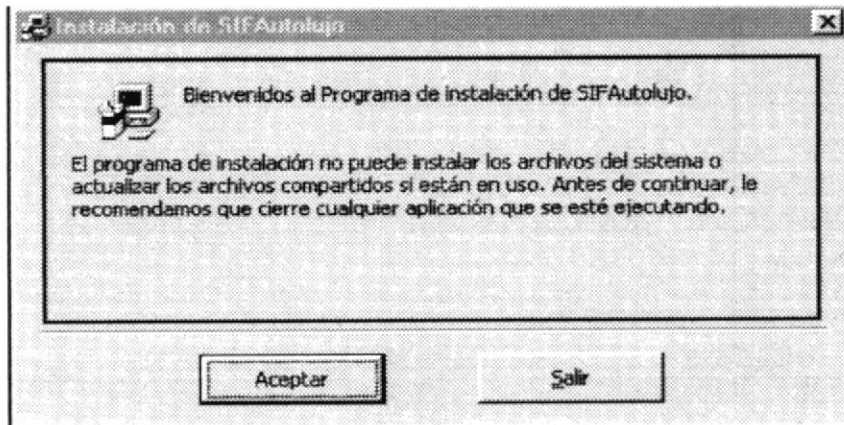 Instalación de SIFAutolujo
Bienvenidos al Programa de instalación de SIFAutolujo.
El programa de instalación no puede instalar los archivos del sistema o
actualizar los archivos compartidos si están en uso. Antes de continuar, le
recomendamos que cierre cualquier aplicación que se esté ejecutando.
Aceptar
Salir